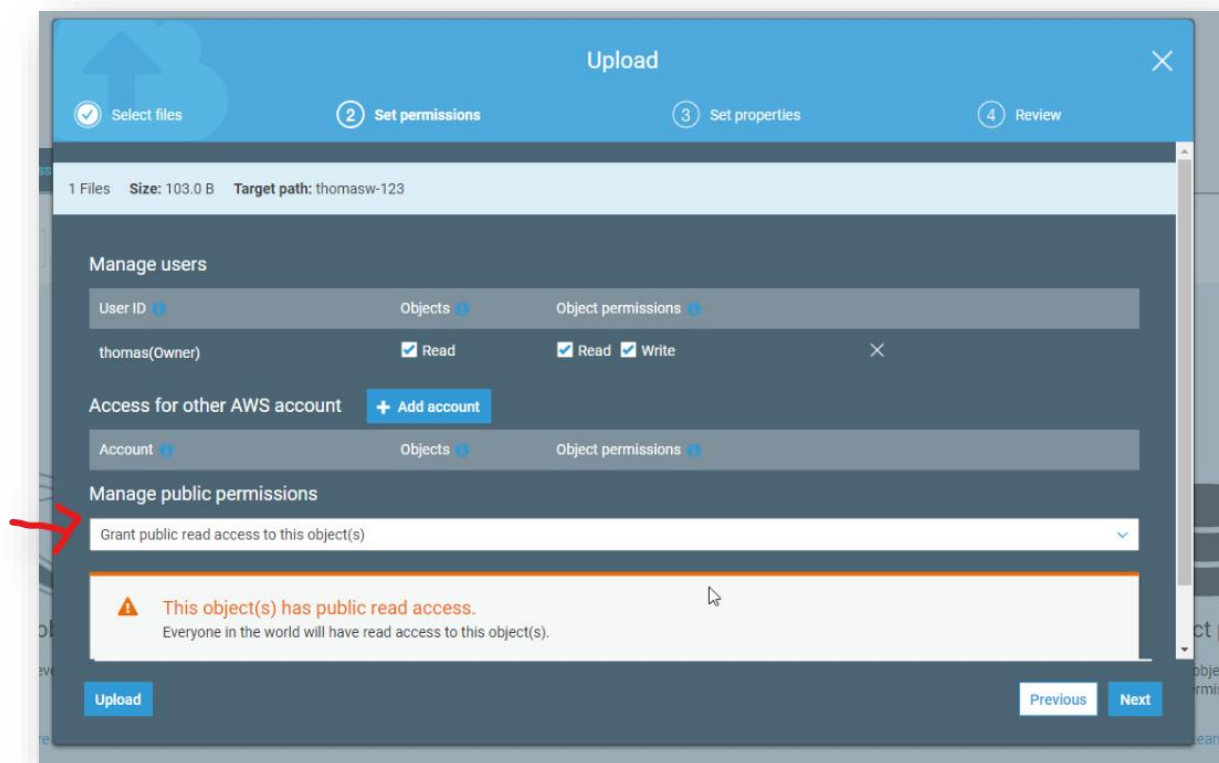 Upload
Select files 2 Set permissions 3 Set properties 4 Review
1 Files Size: 103.0 B Target path: thomasw-123
Manage users
User ID Objects Object permissions
thomas(Owner) Read Read Write
Access for other AWS account + Add account
Account Objects Object permissions
Manage public permissions
Grant public read access to this object(s)
This object(s) has public read access.
Everyone in the world will have read access to this object(s).
Upload Previous Next